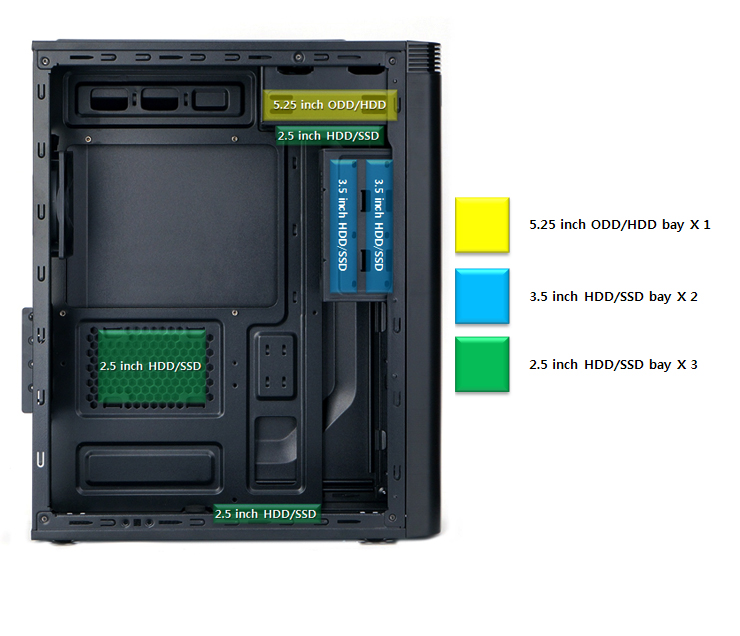 5.25 inch ODD/HDD
2.5 inch HDD/SSD
3.5 inch HDD/SSD
3.5 inch HDD/SSD
2.5 inch HDD/SSD
2.5 inch HDD/SSD
5.25 inch ODD/HDD bay X 1
3.5 inch HDD/SSD bay X 2
2.5 inch HDD/SSD bay X 3